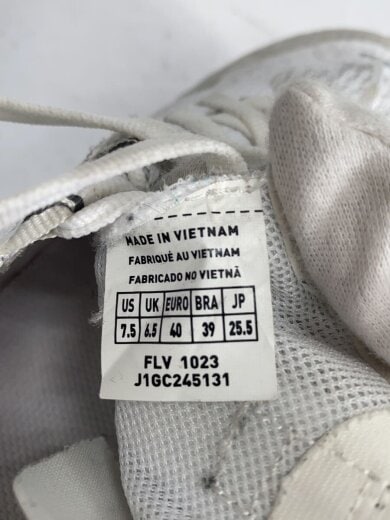 MADE IN VIETNAM
FABRIQUÉ AU VIETNAM
FABRICADO NO VIETNÃ
US UK EURO BRA JP
7.5 6.5 40 39 25.5
FLV 1023
J1GC245131